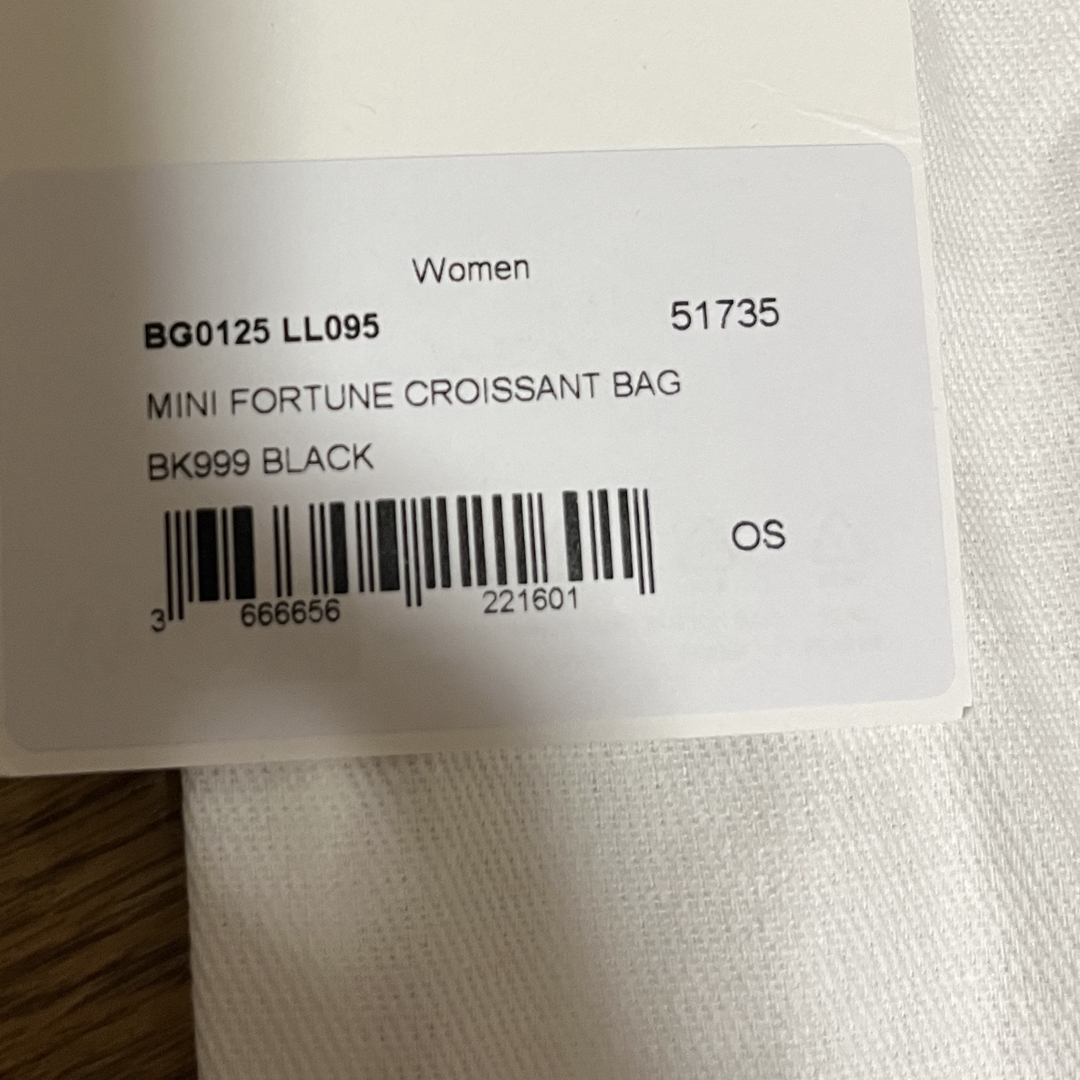 Women
BG0125 LL095 51735
MINI FORTUNE CROISSANT BAG
BK999 BLACK
OS
3 666656 221601